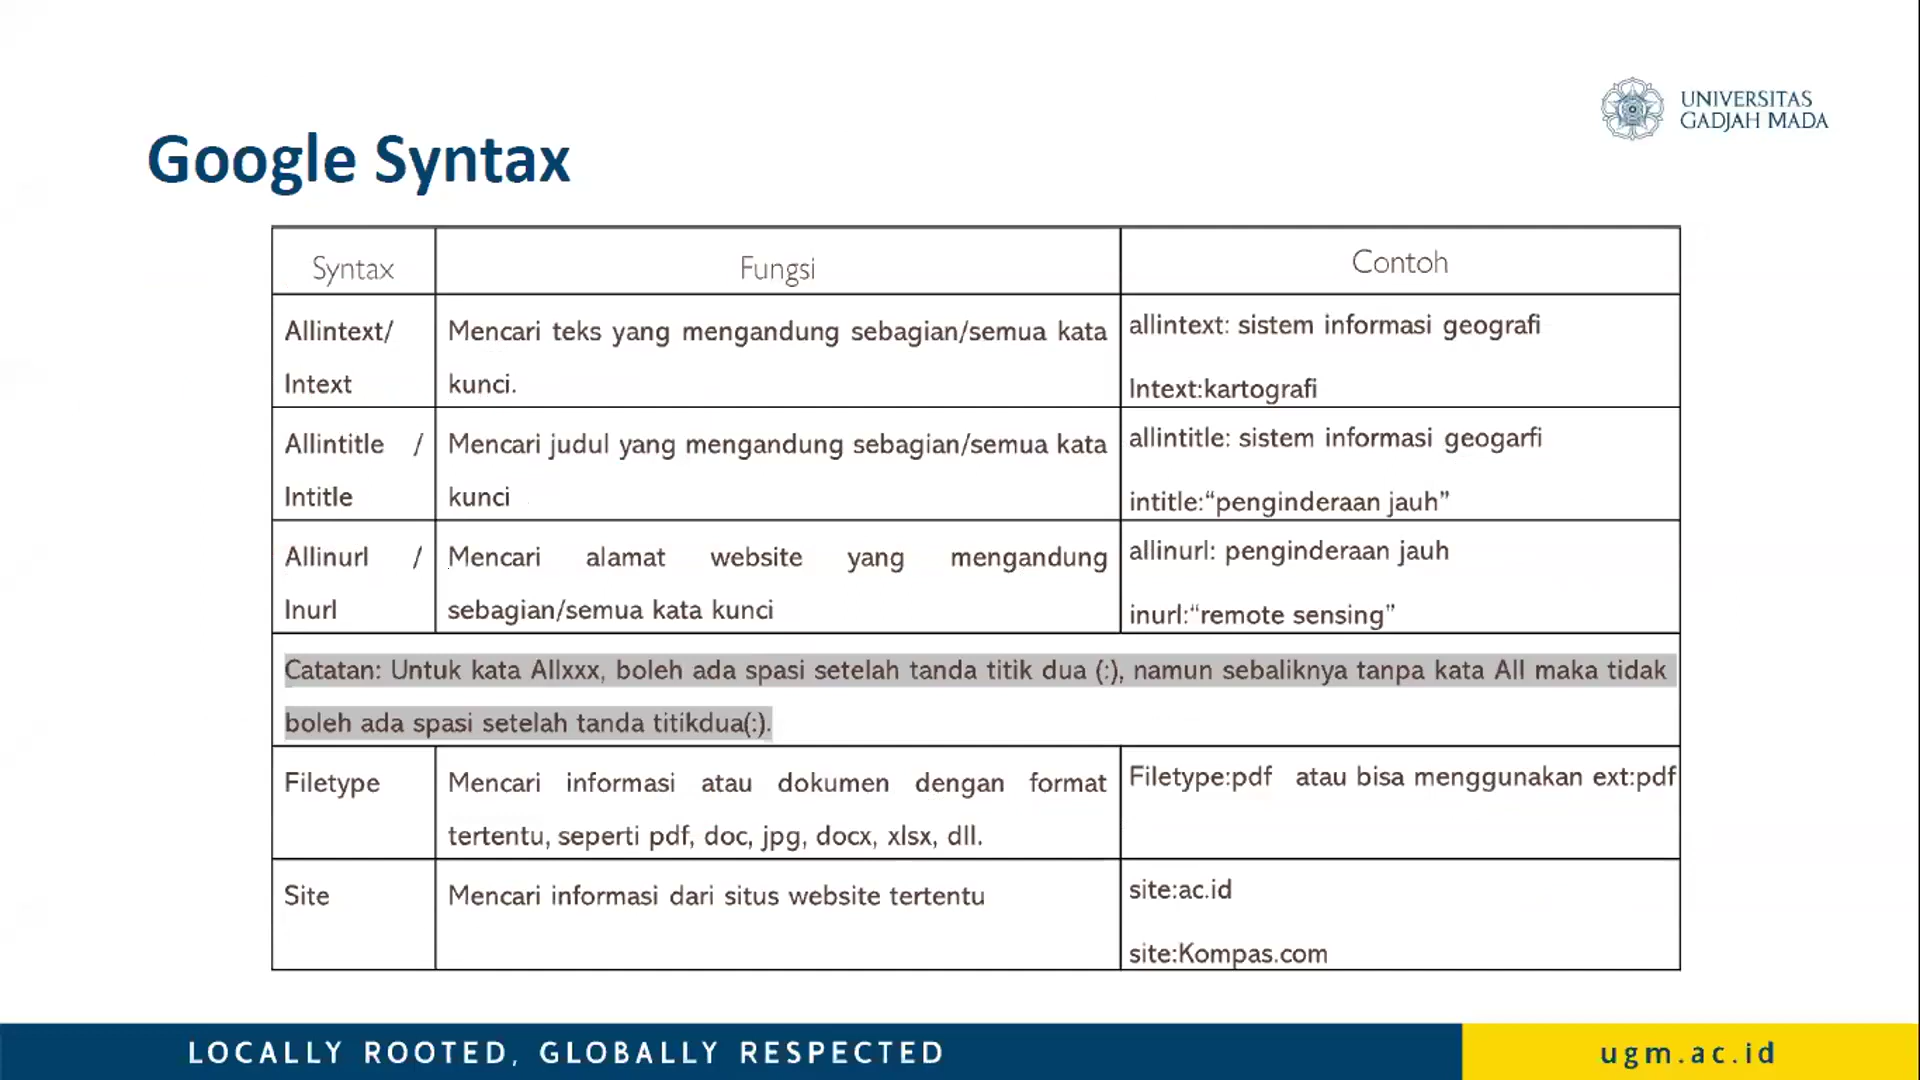 UNIVERSITAS
GADJAH MADA
Google Syntax
Syntax
Fungsi
Contoh
Allintext/
Intext
Mencari teks yang mengandung sebagian/semua kata
kunci.
allintext: sistem informasi geografi
Intext:kartografi
Allintitle /
Intitle
Mencari judul yang mengandung sebagian/semua kata
kunci
allintitle: sistem informasi geogarfi
intitle:“penginderaan jauh”
Allinurl /
Inurl
Mencari alamat website yang mengandung
sebagian/semua kata kunci
allinurl: penginderaan jauh
inurl:“remote sensing”
Catatan: Untuk kata Allxxx, boleh ada spasi setelah tanda titik dua (:), namun sebaliknya tanpa kata All maka tidak
boleh ada spasi setelah tanda titikdua(:).
Filetype
Mencari informasi atau dokumen dengan format
tertentu, seperti pdf, doc, jpg, docx, xlsx, dll.
Filetype:pdf atau bisa menggunakan ext:pdf
Site
Mencari informasi dari situs website tertentu
site:ac.id
site:Kompas.com
LOCALLY ROOTED, GLOBALLY RESPECTED
ugm.ac.id